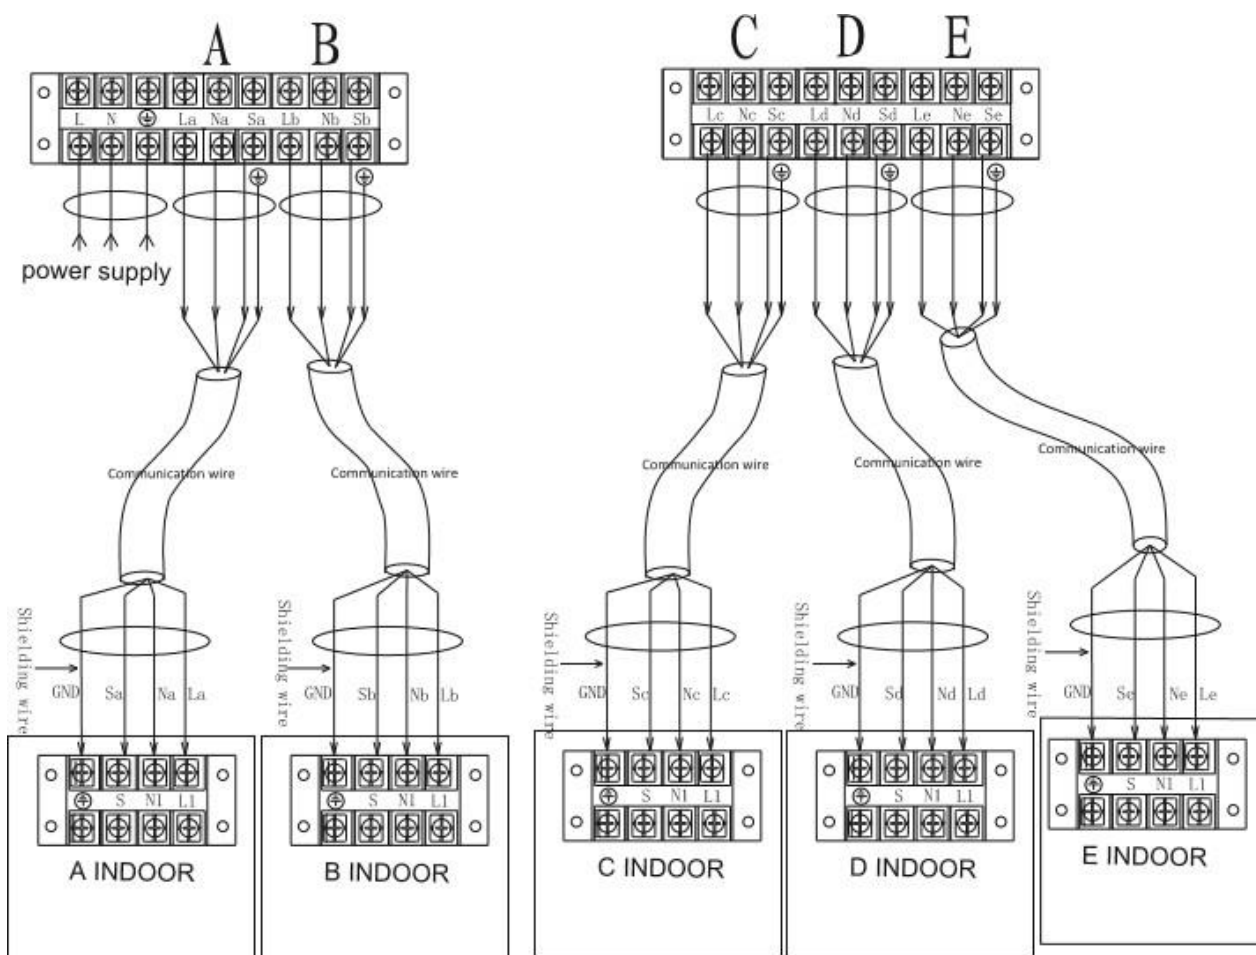 A B C D E
L N La Na Sa Lb Nb Sb
Lc Nc Sc Ld Nd Sd Le Ne Se
power supply
Communication wire
Communication wire
Communication wire
Communication wire
Communication wire
Shielding wire
GND Sa Na La
Shielding wire
GND Sb Nb Lb
Shielding wire
GND Sc Nc Lc
Shielding wire
GND Sd Nd Ld
Shielding wire
GND Se Ne Le
S N1 L1
A INDOOR
S N1 L1
B INDOOR
S N1 L1
C INDOOR
S N1 L1
D INDOOR
S N1 L1
E INDOOR